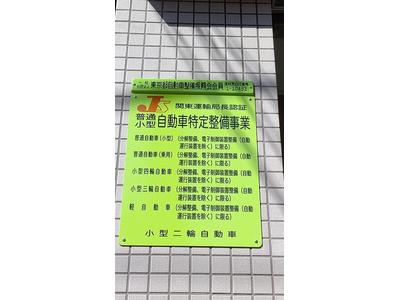 東京都自動車整備振興会会員
関東運輸局長認証
普通
小型 自動車特定整備事業
普通自動車(小型) (分解整備、電子制御装置整備(自動
運行装置を除く)に限る)
普通自動車(乗用) (分解整備、電子制御装置整備(自動
運行装置を除く)に限る)
小型四輪自動車 (分解整備、電子制御装置整備(自動
運行装置を除く)に限る)
小型三輪自動車 (分解整備、電子制御装置整備(自動
運行装置を除く)に限る)
軽自動車 (分解整備、電子制御装置整備(自動
運行装置を除く)に限る)
小型二輪自動車